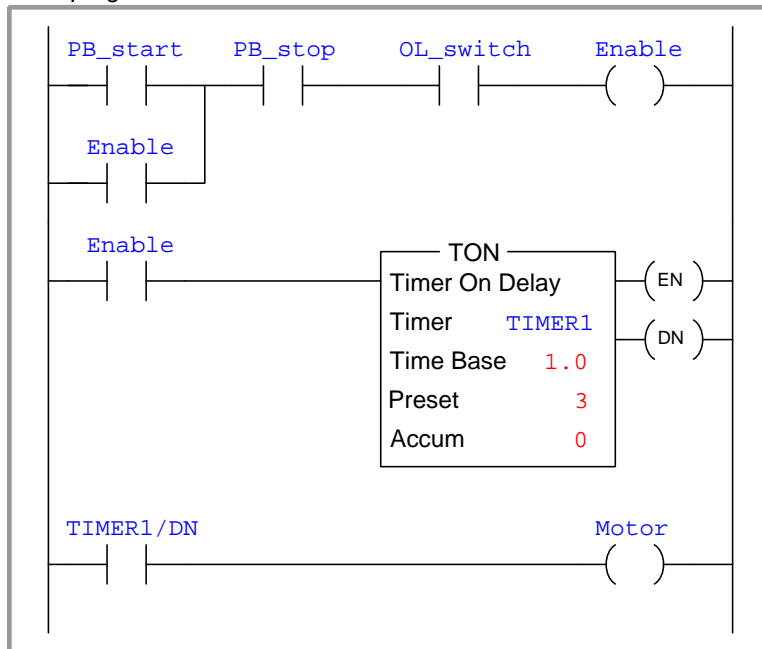 PB_start PB_stop OL_switch Enable
Enable
Enable
TON
Timer On Delay
EN
Timer TIMER1
DN
Time Base 1.0
Preset 3
Accum 0
TIMER1/DN Motor